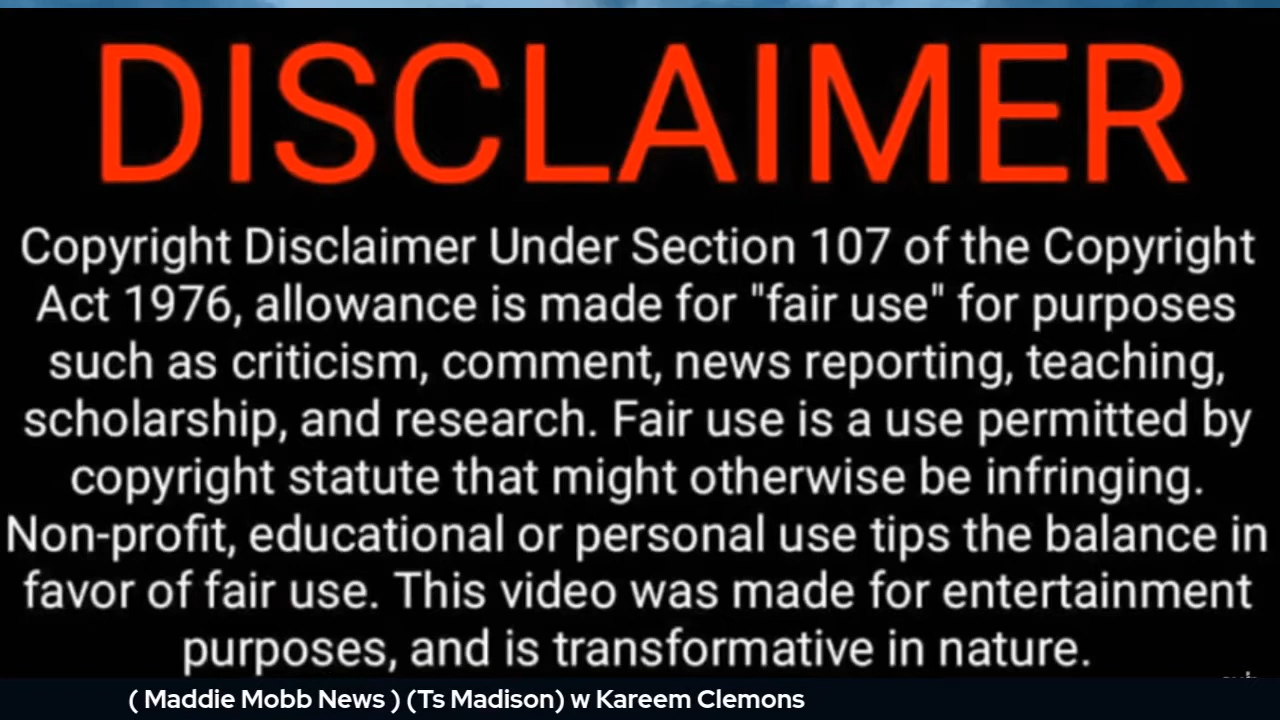 DISCLAIMER
Copyright Disclaimer Under Section 107 of the Copyright
Act 1976, allowance is made for "fair use" for purposes
such as criticism, comment, news reporting, teaching,
scholarship, and research. Fair use is a use permitted by
copyright statute that might otherwise be infringing.
Non-profit, educational or personal use tips the balance in
favor of fair use. This video was made for entertainment
purposes, and is transformative in nature.
( Maddie Mobb News ) (Ts Madison) w Kareem Clemons